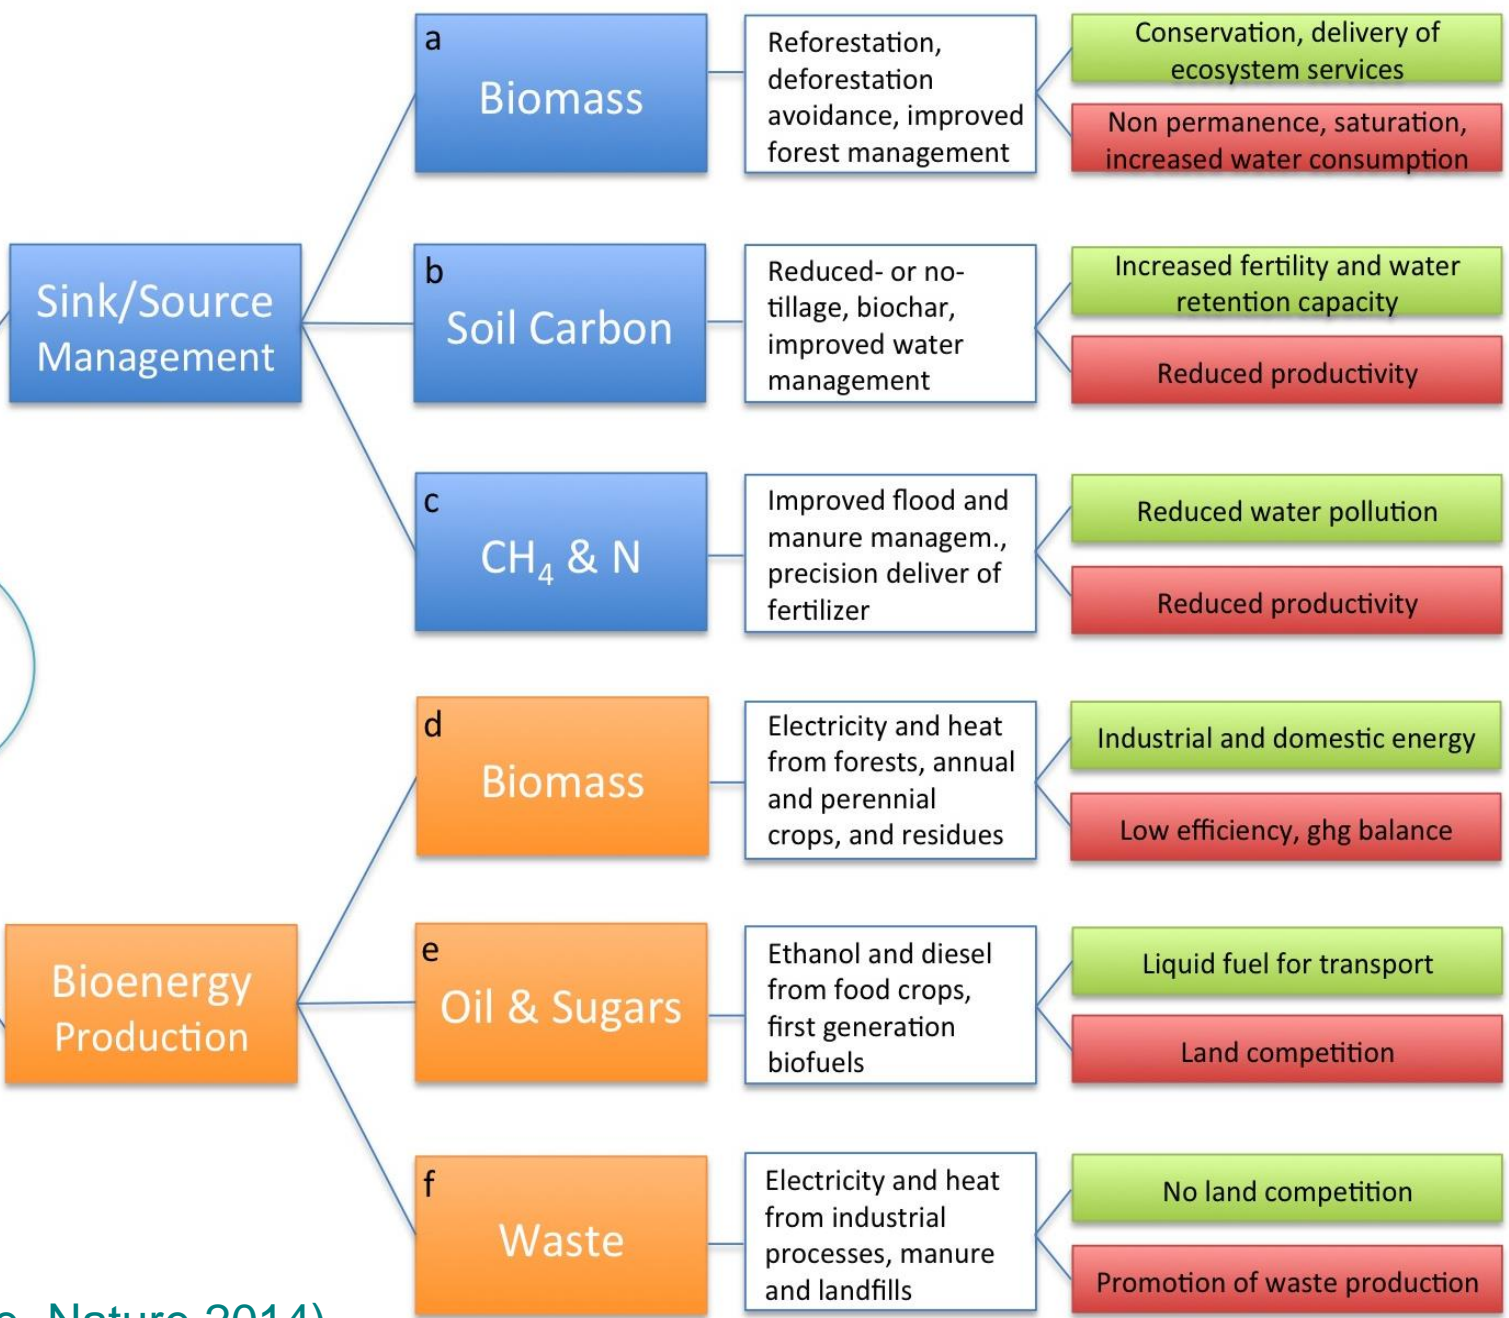 Sink/Source
Management
a
Biomass
Reforestation,
deforestation
avoidance, improved
forest management
Conservation, delivery of
ecosystem services
Non permanence, saturation,
increased water consumption
b
Soil Carbon
Reduced- or no-
tillage, biochar,
improved water
management
Increased fertility and water
retention capacity
Reduced productivity
c
CH₄ & N
Improved flood and
manure managem.,
precision deliver of
fertilizer
Reduced water pollution
Reduced productivity
Bioenergy
Production
d
Biomass
Electricity and heat
from forests, annual
and perennial
crops, and residues
Industrial and domestic energy
Low efficiency, ghg balance
e
Oil & Sugars
Ethanol and diesel
from food crops,
first generation
biofuels
Liquid fuel for transport
Land competition
f
Waste
Electricity and heat
from industrial
processes, manure
and landfills
No land competition
Promotion of waste production
Nature 2014)